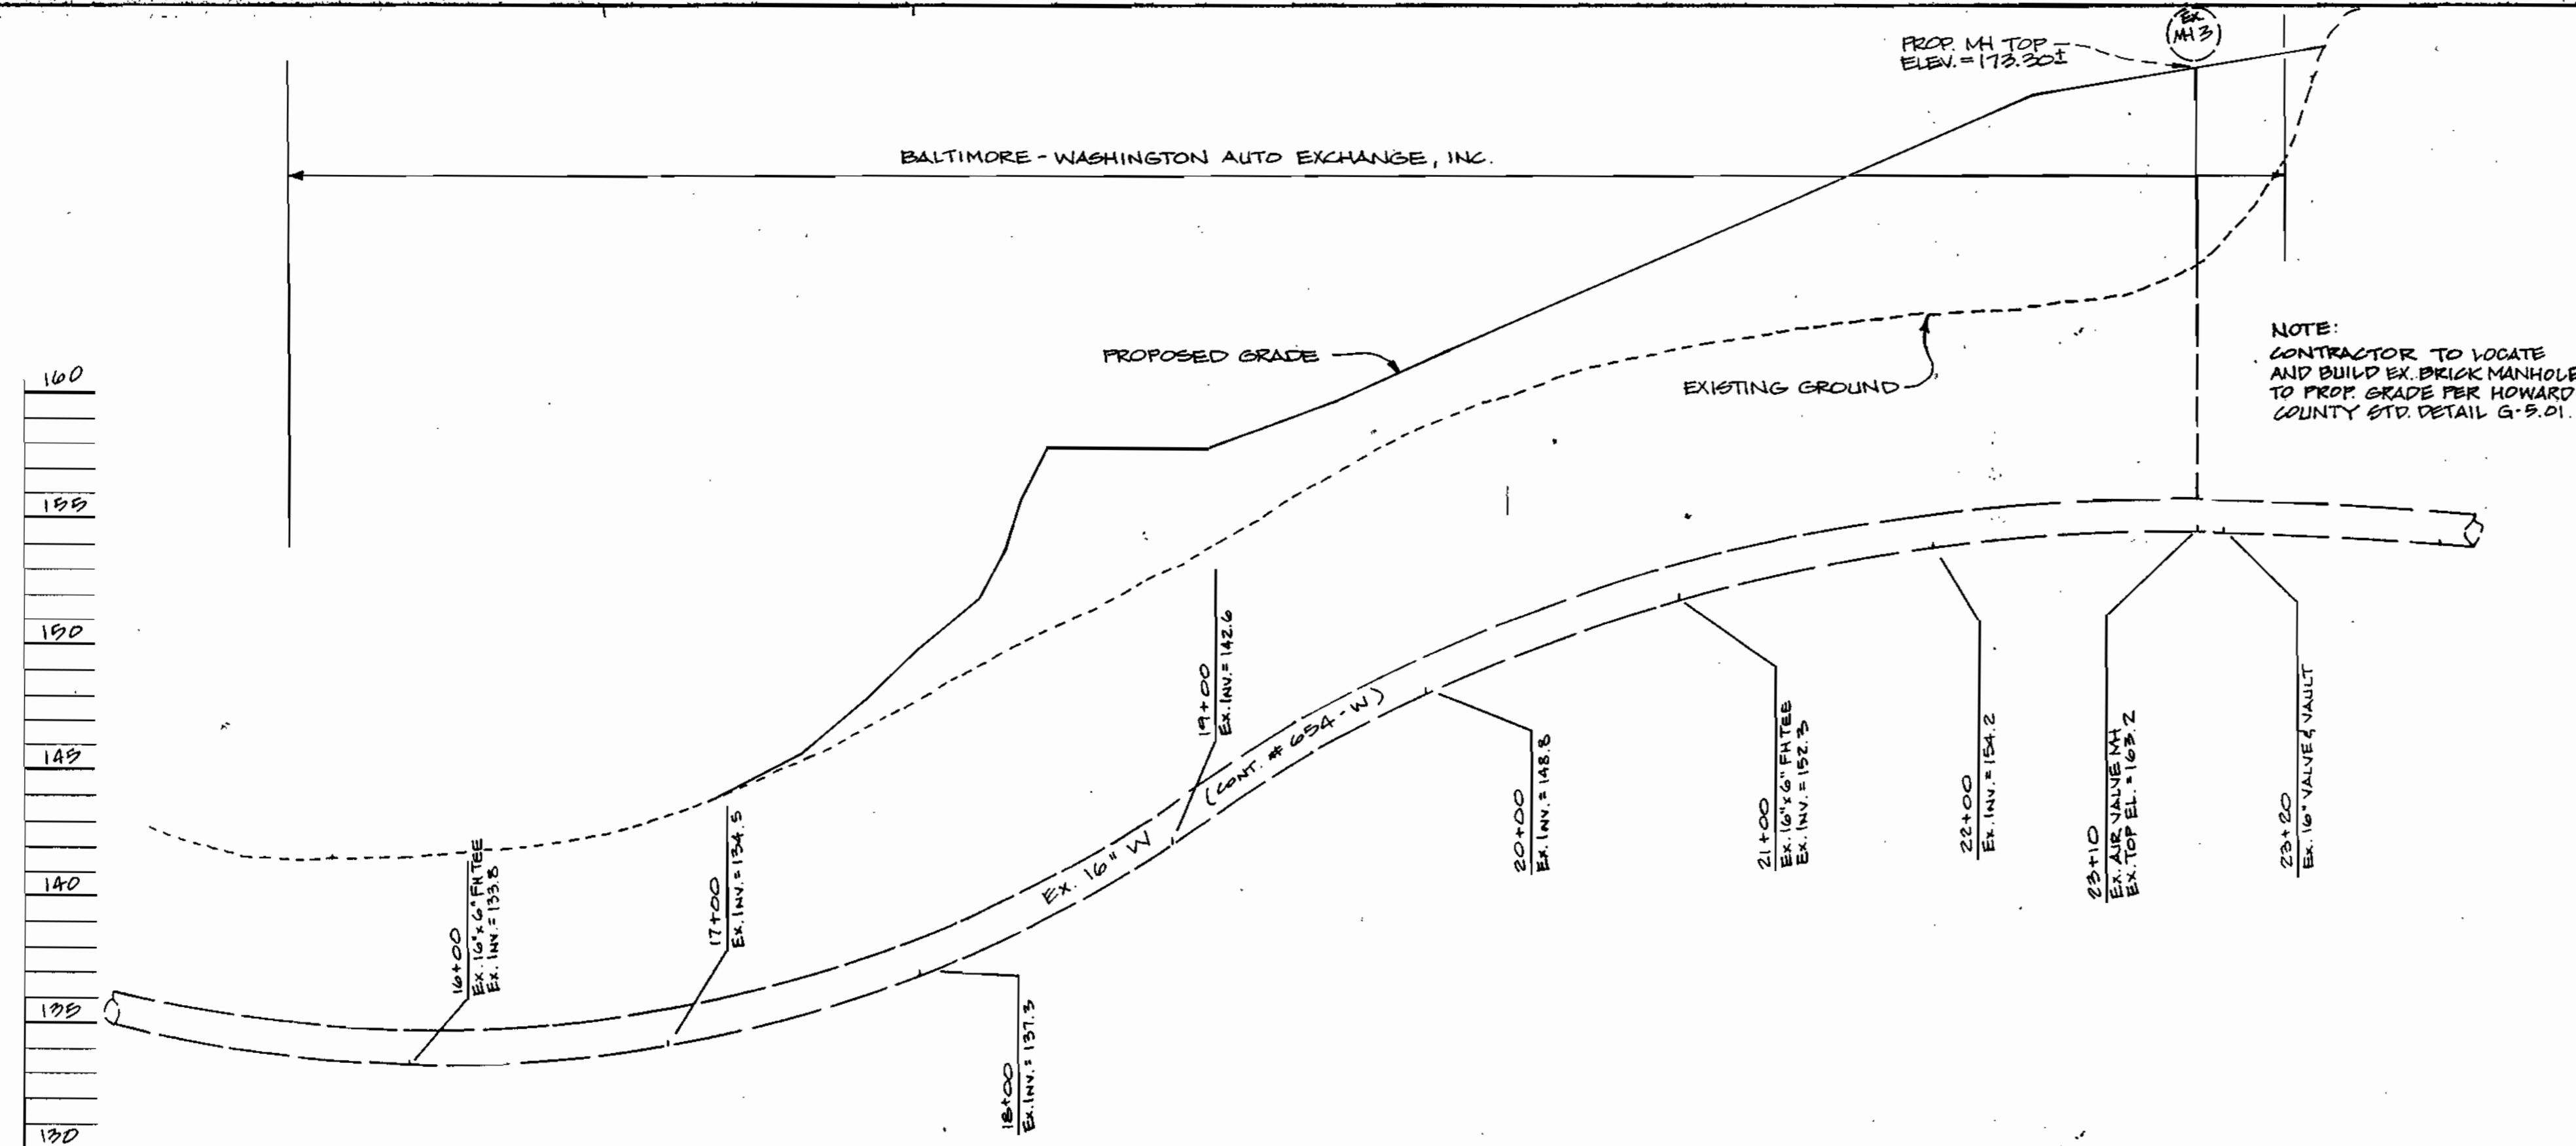 Ex.
MH 3
PROP. MH TOP
ELEV. = 173.30±
BALTIMORE - WASHINGTON AUTO EXCHANGE, INC.
PROPOSED GRADE
EXISTING GROUND
NOTE:
CONTRACTOR TO LOCATE
AND BUILD EX. BRICK MANHOLE
TO PROP. GRADE PER HOWARD
COUNTY STD. DETAIL G-5.01.
160
155
150
145
140
135
130
16+00
Ex. 16"x6" FH TEE
Ex. INV. = 133.8
17+00
Ex. INV. = 134.5
18+00
Ex. INV. = 137.3
19+00
Ex. INV. = 142.6
Ex. 16" W
(CONT. # 654-W)
20+00
Ex. INV. = 148.8
21+00
Ex. 16"x6" FH TEE
Ex. INV. = 152.3
22+00
Ex. INV. = 154.2
23+10
Ex. AIR VALVE MH
Ex. TOP EL. = 163.2
23+20
Ex. 16" VALVE & VAULT